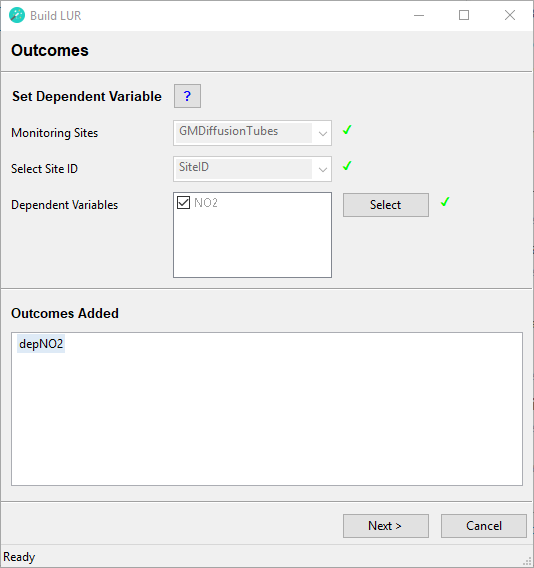 Build LUR
Outcomes
Set Dependent Variable ?
Monitoring Sites GMDiffusionTubes
Select Site ID SiteID
Dependent Variables NO2 Select
Outcomes Added
depNO2
Next > Cancel
Ready